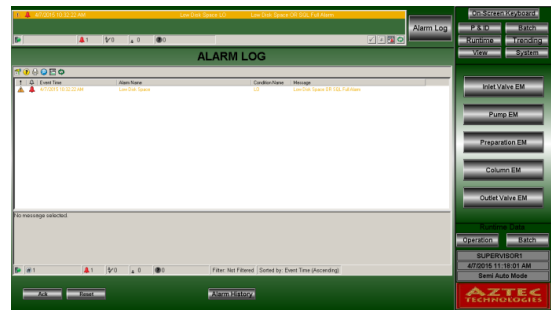 4/7/2015 10:32:23 AM Low Disk Space LO Low Disk Space OR SQL Full Alarm
Alarm Log
1 0 0 0
ALARM LOG
! Event Time Alarm Name Condition Name Message
4/7/2015 10:32:23 AM Low Disk Space LO Low Disk Space OR SQL Full Alarm
No message selected.
1 1 0 0 0 Filter: Not Filtered Sorted by: Event Time (Ascending)
Ack Reset Alarm History
On-Screen Keyboard
P & ID Batch
Runtime Trending
View System
Inlet Valve EM
Pump EM
Preparation EM
Column EM
Outlet Valve EM
Runtime Data
Operation Batch
SUPERVISOR1
4/7/2015 11:16:01 AM
Semi Auto Mode
AZTEC
TECHNOLOGIES